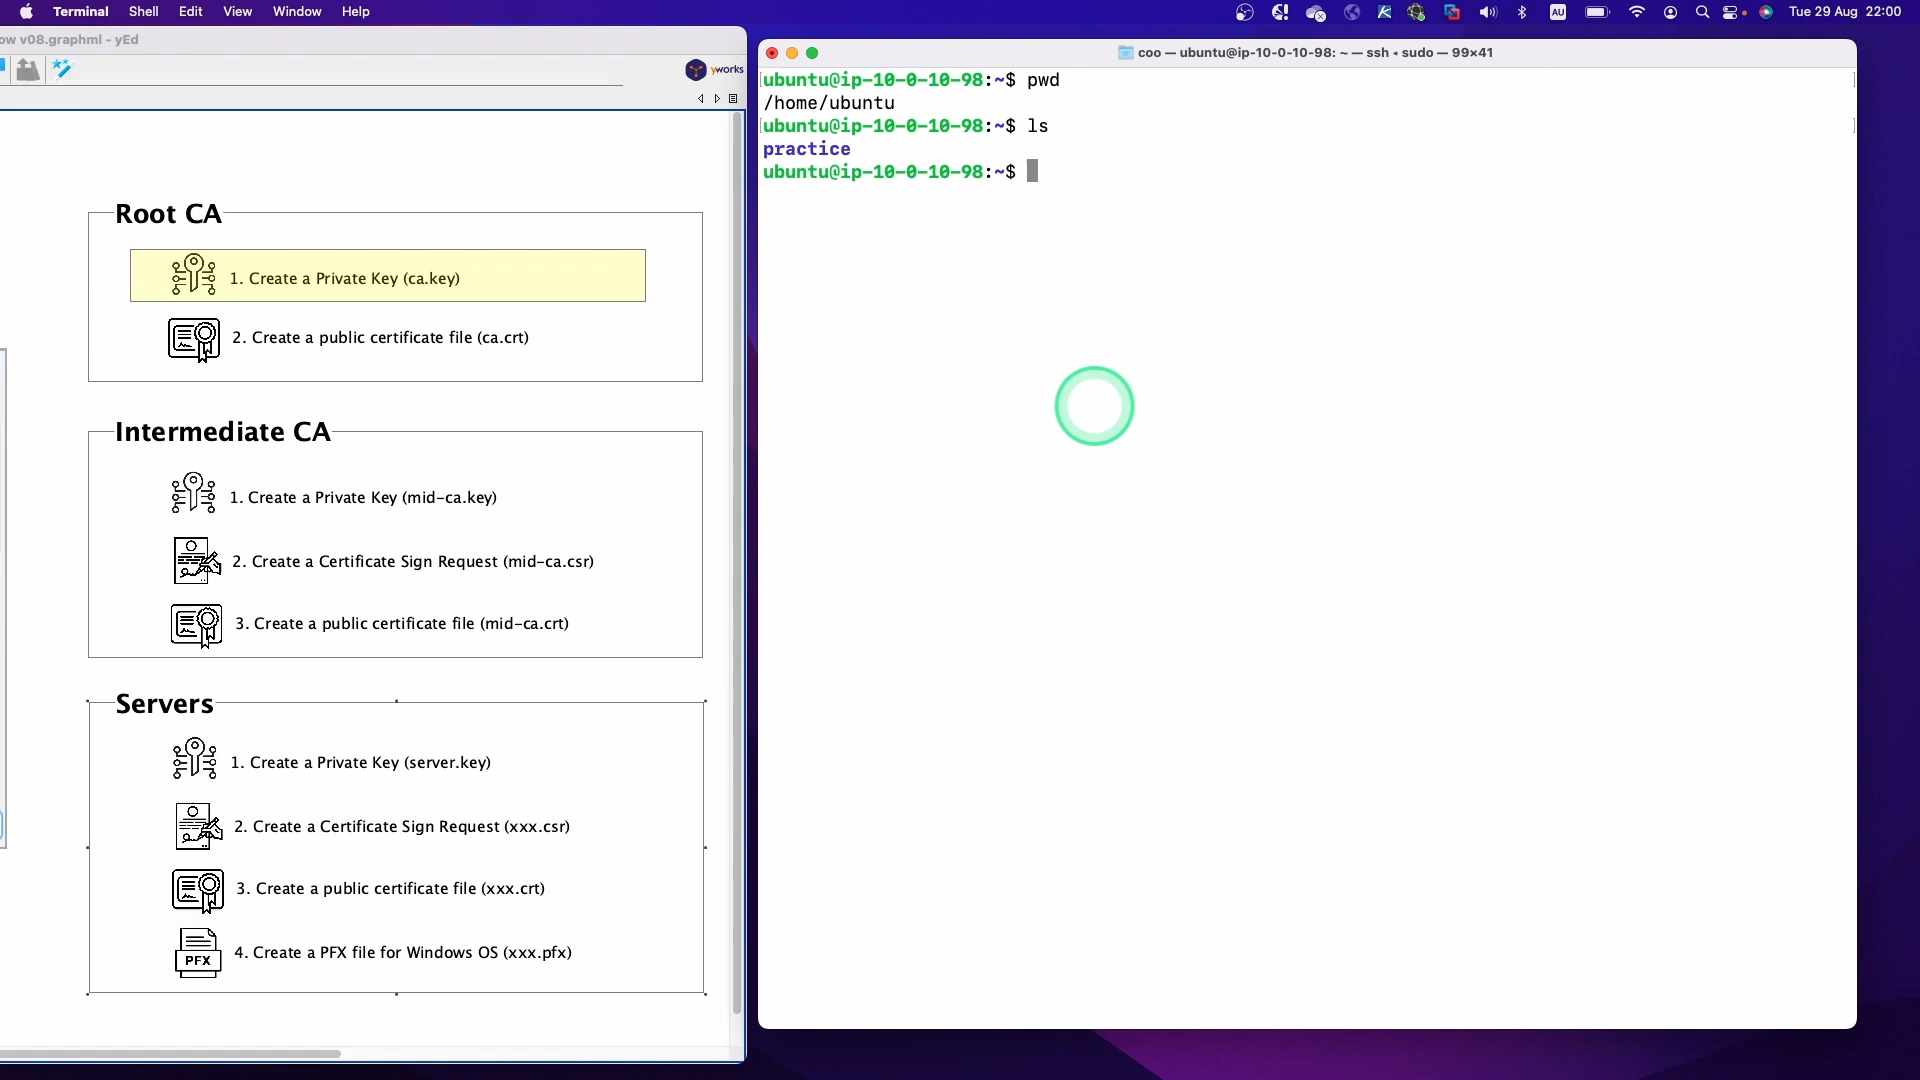 Terminal Shell Edit View Window Help
AU
Tue 29 Aug 22:00
ow v08.graphml - yEd
yworks
Root CA
1. Create a Private Key (ca.key)
2. Create a public certificate file (ca.crt)
Intermediate CA
1. Create a Private Key (mid-ca.key)
2. Create a Certificate Sign Request (mid-ca.csr)
3. Create a public certificate file (mid-ca.crt)
Servers
1. Create a Private Key (server.key)
2. Create a Certificate Sign Request (xxx.csr)
3. Create a public certificate file (xxx.crt)
PFX
4. Create a PFX file for Windows OS (xxx.pfx)
coo — ubuntu@ip-10-0-10-98: ~ — ssh ◂ sudo — 99×41
ubuntu@ip-10-0-10-98:~$ pwd
/home/ubuntu
ubuntu@ip-10-0-10-98:~$ ls
practice
ubuntu@ip-10-0-10-98:~$